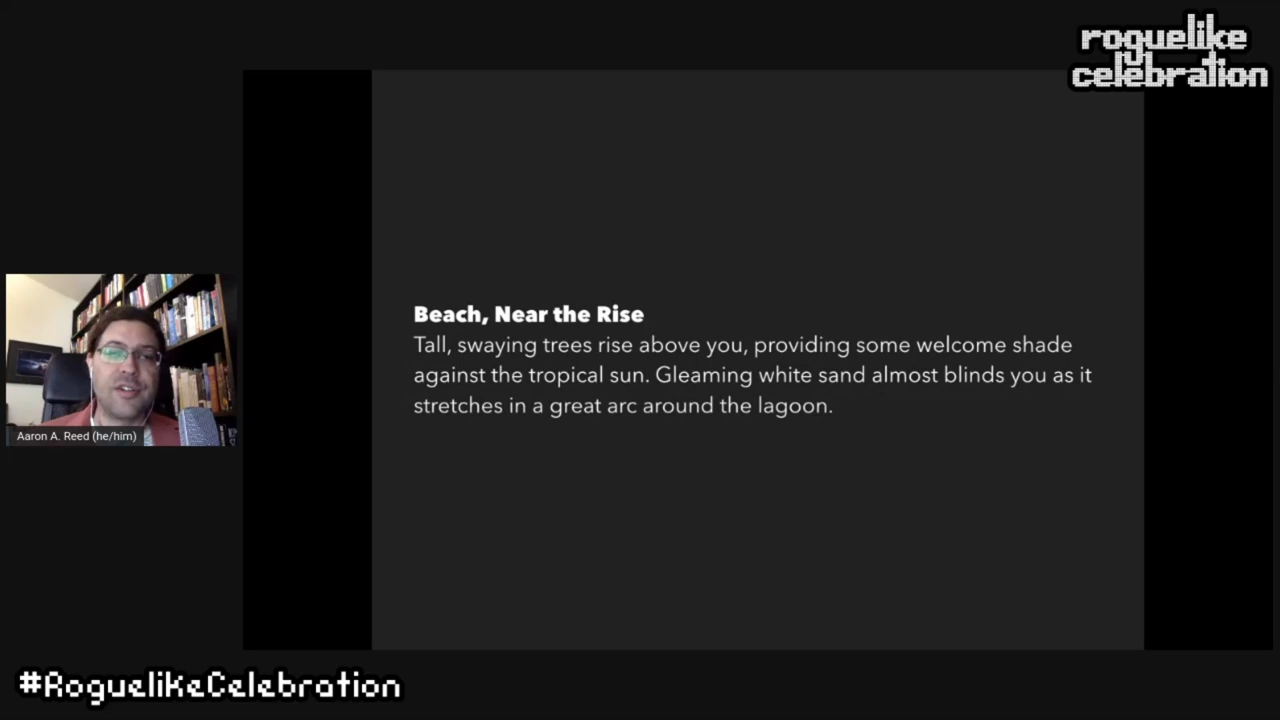 roguelike
celebration
Beach, Near the Rise
Tall, swaying trees rise above you, providing some welcome shade
against the tropical sun. Gleaming white sand almost blinds you as it
stretches in a great arc around the lagoon.
Aaron A. Reed (he/him)
#RoguelikeCelebration